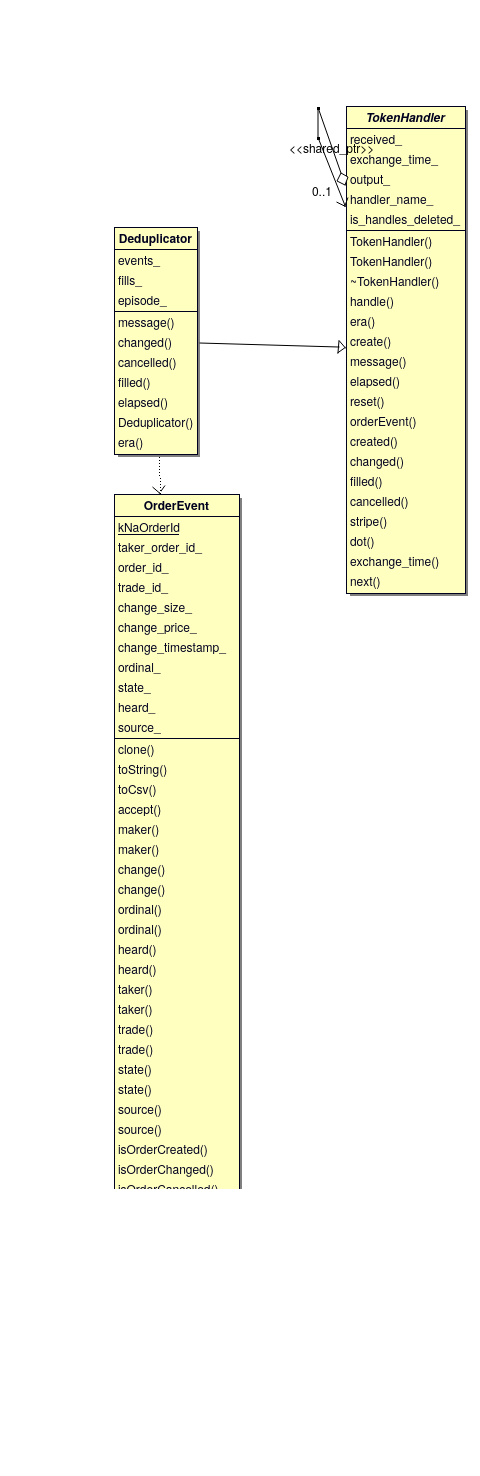 TokenHandler
received_
<<shared_ptr>>
exchange_time_
output_
0..1
handler_name_
is_handles_deleted_
TokenHandler()
TokenHandler()
~TokenHandler()
handle()
era()
create()
message()
elapsed()
reset()
orderEvent()
created()
changed()
filled()
cancelled()
stripe()
dot()
exchange_time()
next()
Deduplicator
events_
fills_
episode_
message()
changed()
cancelled()
filled()
elapsed()
Deduplicator()
era()
OrderEvent
kNaOrderId
taker_order_id_
order_id_
trade_id_
change_size_
change_price_
change_timestamp_
ordinal_
state_
heard_
source_
clone()
toString()
toCsv()
accept()
maker()
maker()
change()
change()
ordinal()
ordinal()
heard()
heard()
taker()
taker()
trade()
trade()
state()
state()
source()
source()
isOrderCreated()
isOrderChanged()
isOrderCancelled()